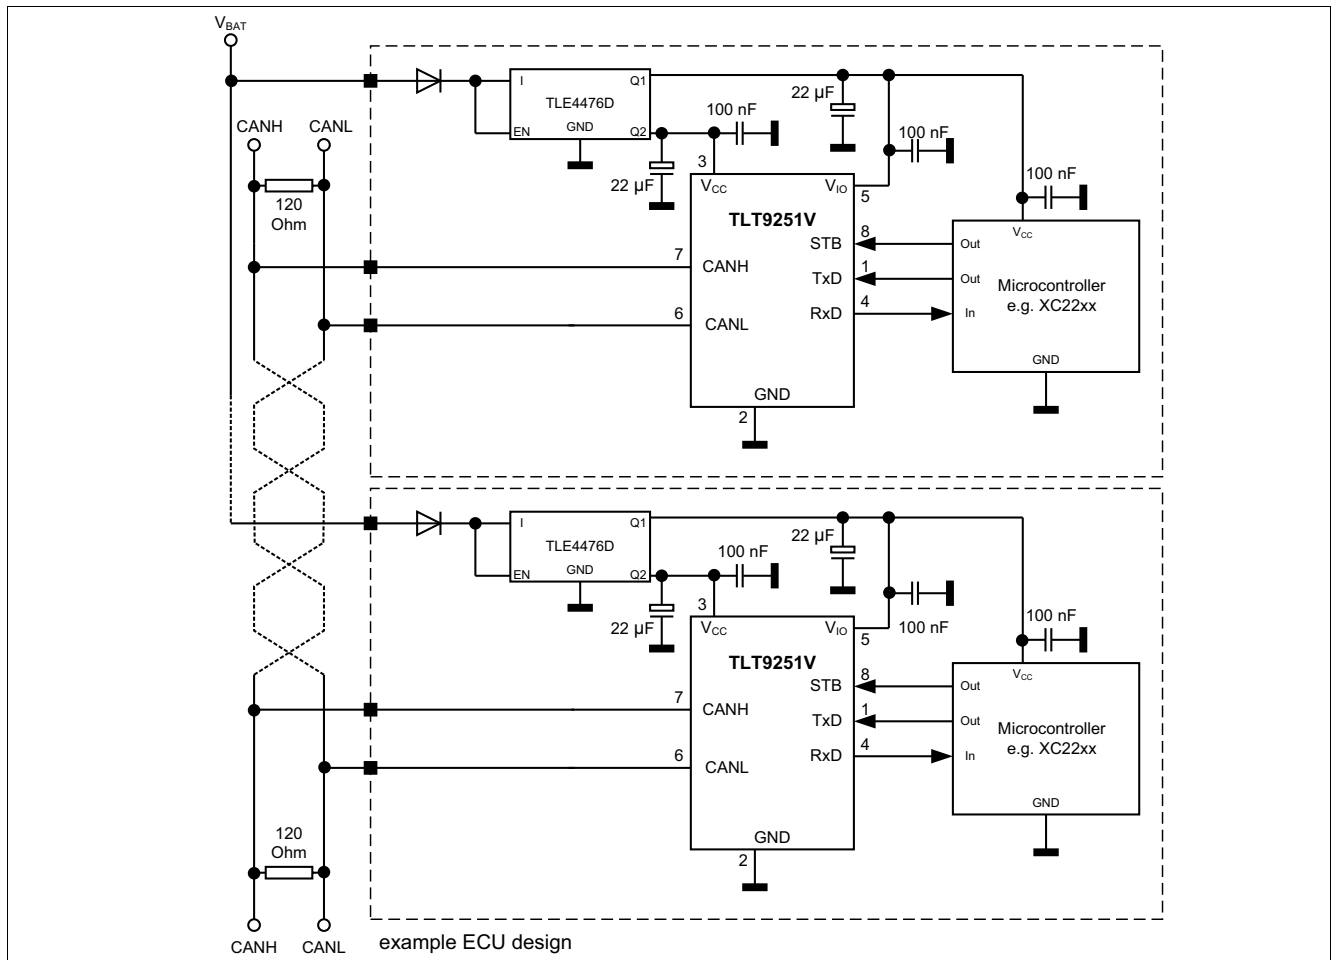 VBAT
CANH
CANL
120
Ohm
I
Q1
TLE4476D
EN
GND
Q2
100 nF
22 µF
22 µF
100 nF
100 nF
3
VCC
VIO
5
TLT9251V
7
CANH
6
CANL
STB
8
TxD
1
RxD
4
GND
2
VCC
Out
Out
In
Microcontroller
e.g. XC22xx
GND
I
Q1
TLE4476D
EN
GND
Q2
100 nF
22 µF
22 µF
100 nF
100 nF
3
VCC
VIO
5
TLT9251V
7
CANH
6
CANL
STB
8
TxD
1
RxD
4
GND
2
VCC
Out
Out
In
Microcontroller
e.g. XC22xx
GND
120
Ohm
CANH
CANL
example ECU design